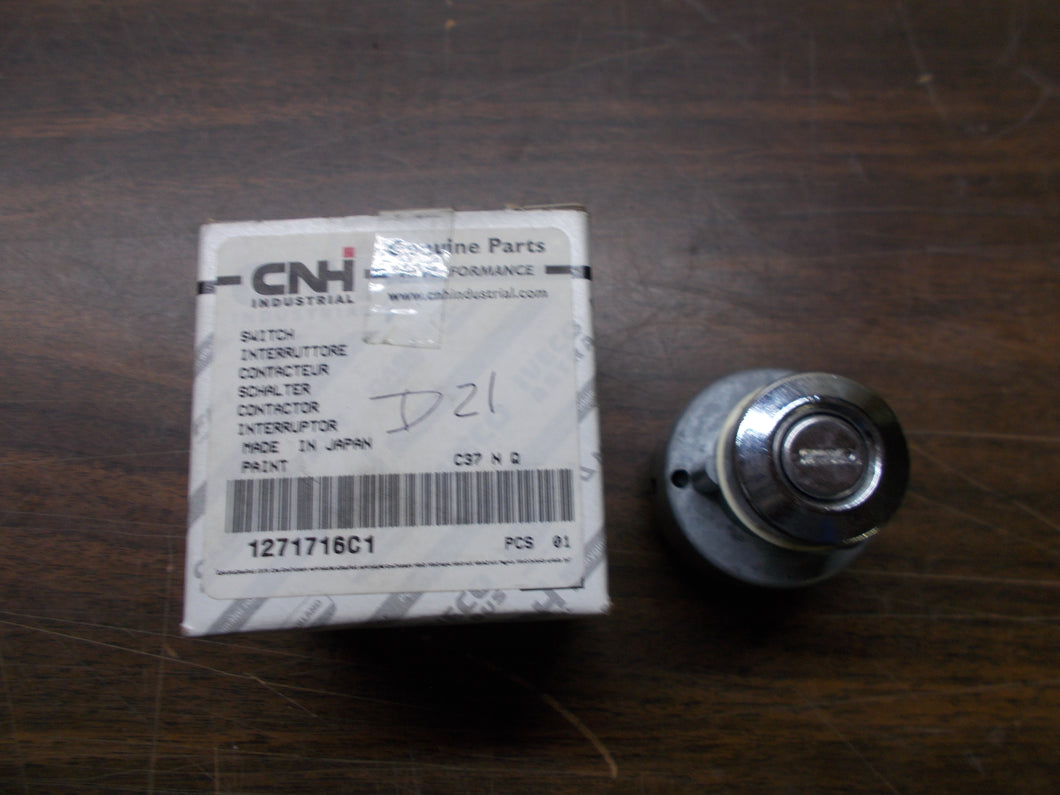 CNH
INDUSTRIAL
Genuine Parts
PERFORMANCE
www.cnhindustrial.com
SWITCH
INTERRUTTORE
CONTACTEUR
SCHALTER
CONTACTOR
INTERRUPTOR
D21
MADE IN JAPAN
PAINT C37 N Q
1271716C1 PCS 01